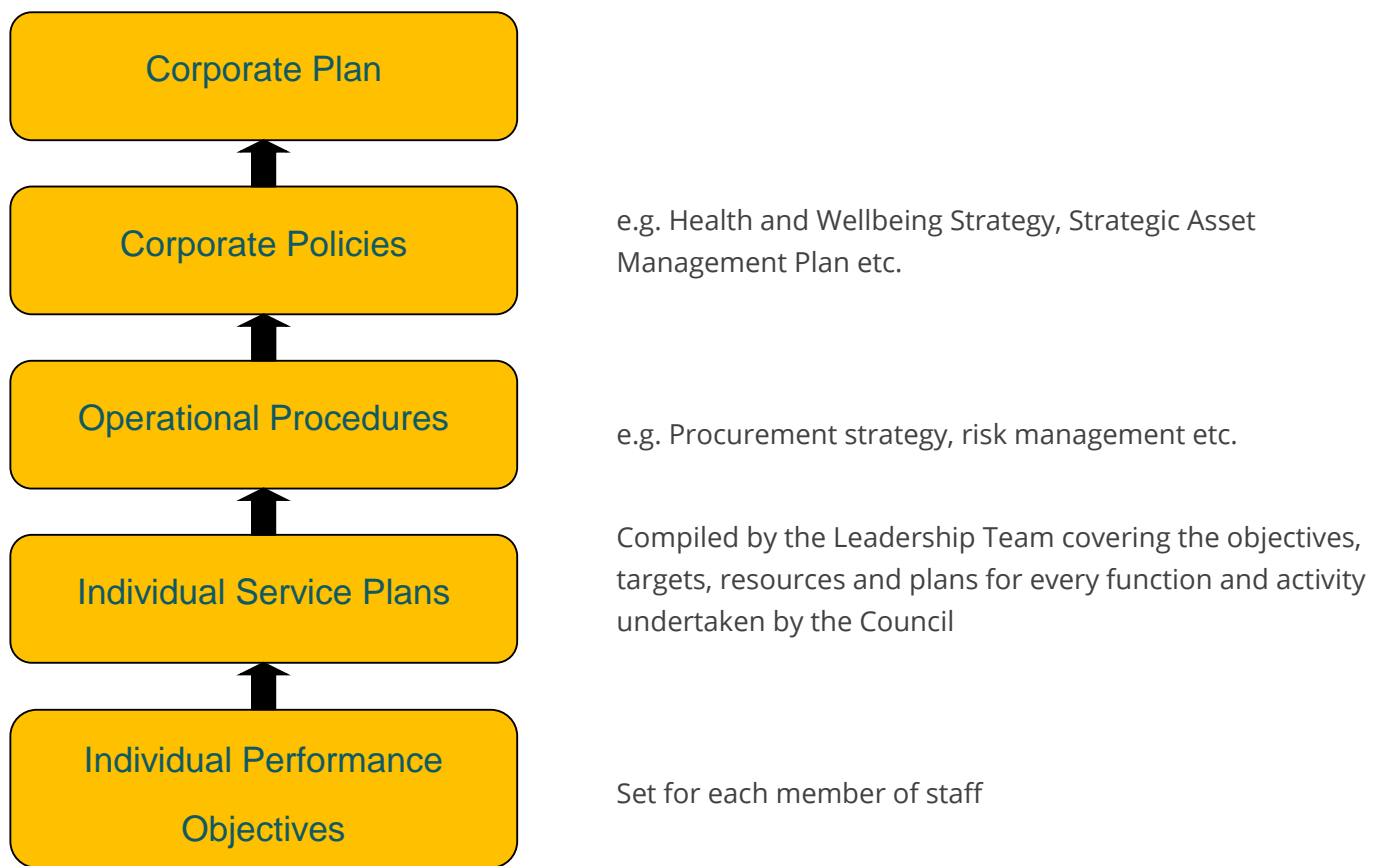 Corporate Plan
Corporate Policies
e.g. Health and Wellbeing Strategy, Strategic Asset
Management Plan etc.
Operational Procedures
e.g. Procurement strategy, risk management etc.
Individual Service Plans
Compiled by the Leadership Team covering the objectives,
targets, resources and plans for every function and activity
undertaken by the Council
Individual Performance
Objectives
Set for each member of staff